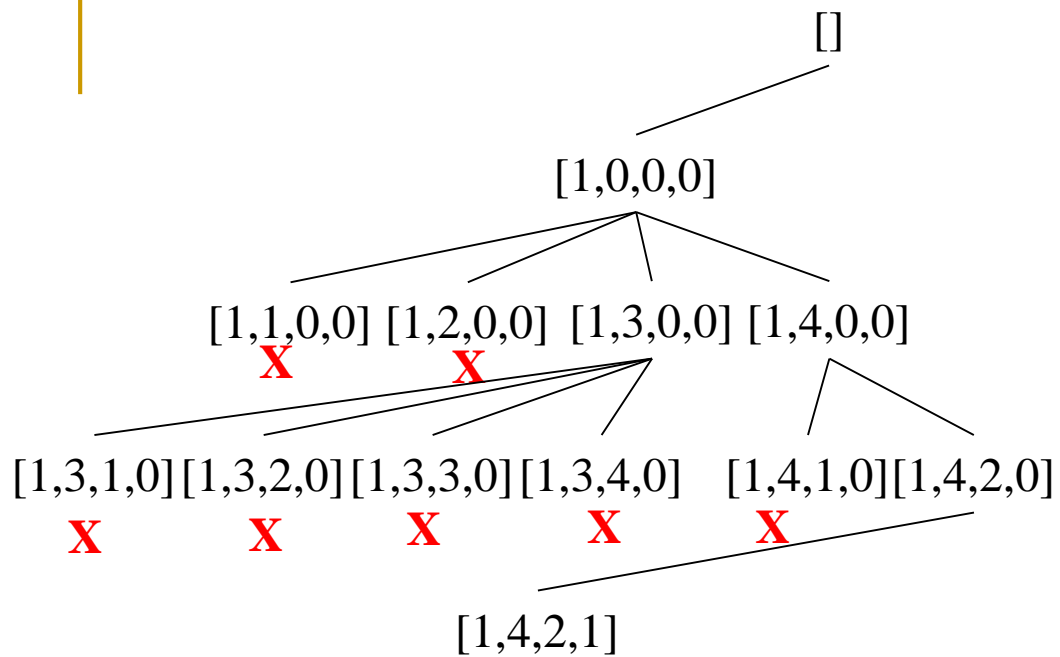 []
[1,0,0,0]
[1,1,0,0] [1,2,0,0] [1,3,0,0] [1,4,0,0]
X X
[1,3,1,0] [1,3,2,0] [1,3,3,0] [1,3,4,0] [1,4,1,0] [1,4,2,0]
X X X X X
[1,4,2,1]